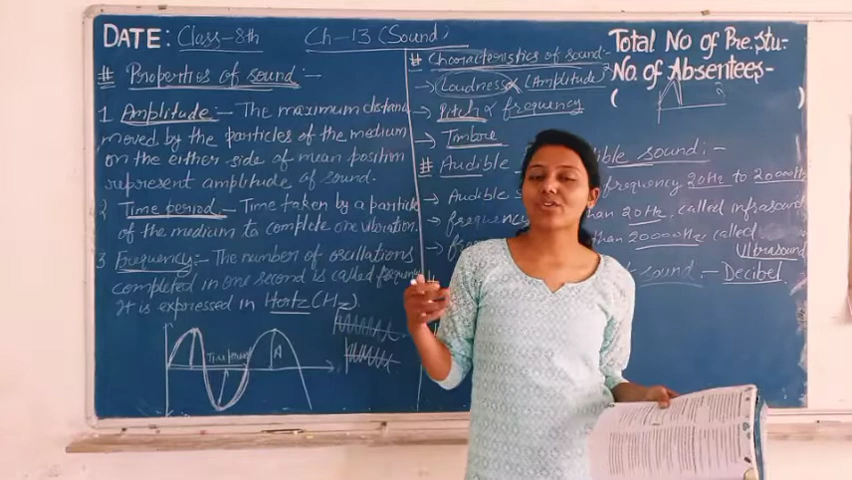 DATE: Class-8th
Ch-13 (Sound)
# Properties of sound :-
1 Amplitude :- The maximum distan
moved by the particles of the medium
on the either side of mean position
represent amplitude of sound.
2 Time period - Time taken by a particle
of the medium to complete one vibration.
3 Frequency :- The number of oscillations
completed in one second is called frequency
It is expressed in Hertz (Hz).
Time period
A
# Characteristics of sound :-
→ Loudness ∝ (Amplitude)²
→ Pitch ∝ frequency
→ Timbre
# Audible ible sound :-
→ Audible frequency 20Hz to 20000Hz
→ frequency than 20Hz, called infrasound
→ than 20000Hz called
Ultrasound
sound - Decibel
Total No of Pre.Stu-
No. of Absentees-
( )